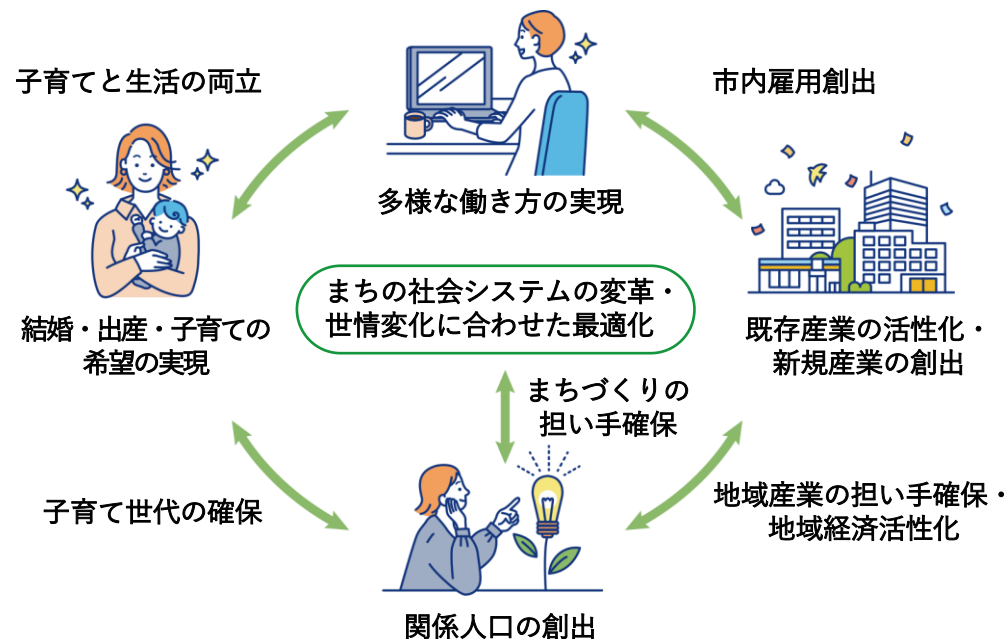 子育てと生活の両立
市内雇用創出
多様な働き方の実現
まちの社会システムの変革・
世情変化に合わせた最適化
結婚・出産・子育ての
希望の実現
既存産業の活性化・
新規産業の創出
まちづくりの
担い手確保
子育て世代の確保
地域産業の担い手確保・
地域経済活性化
関係人口の創出